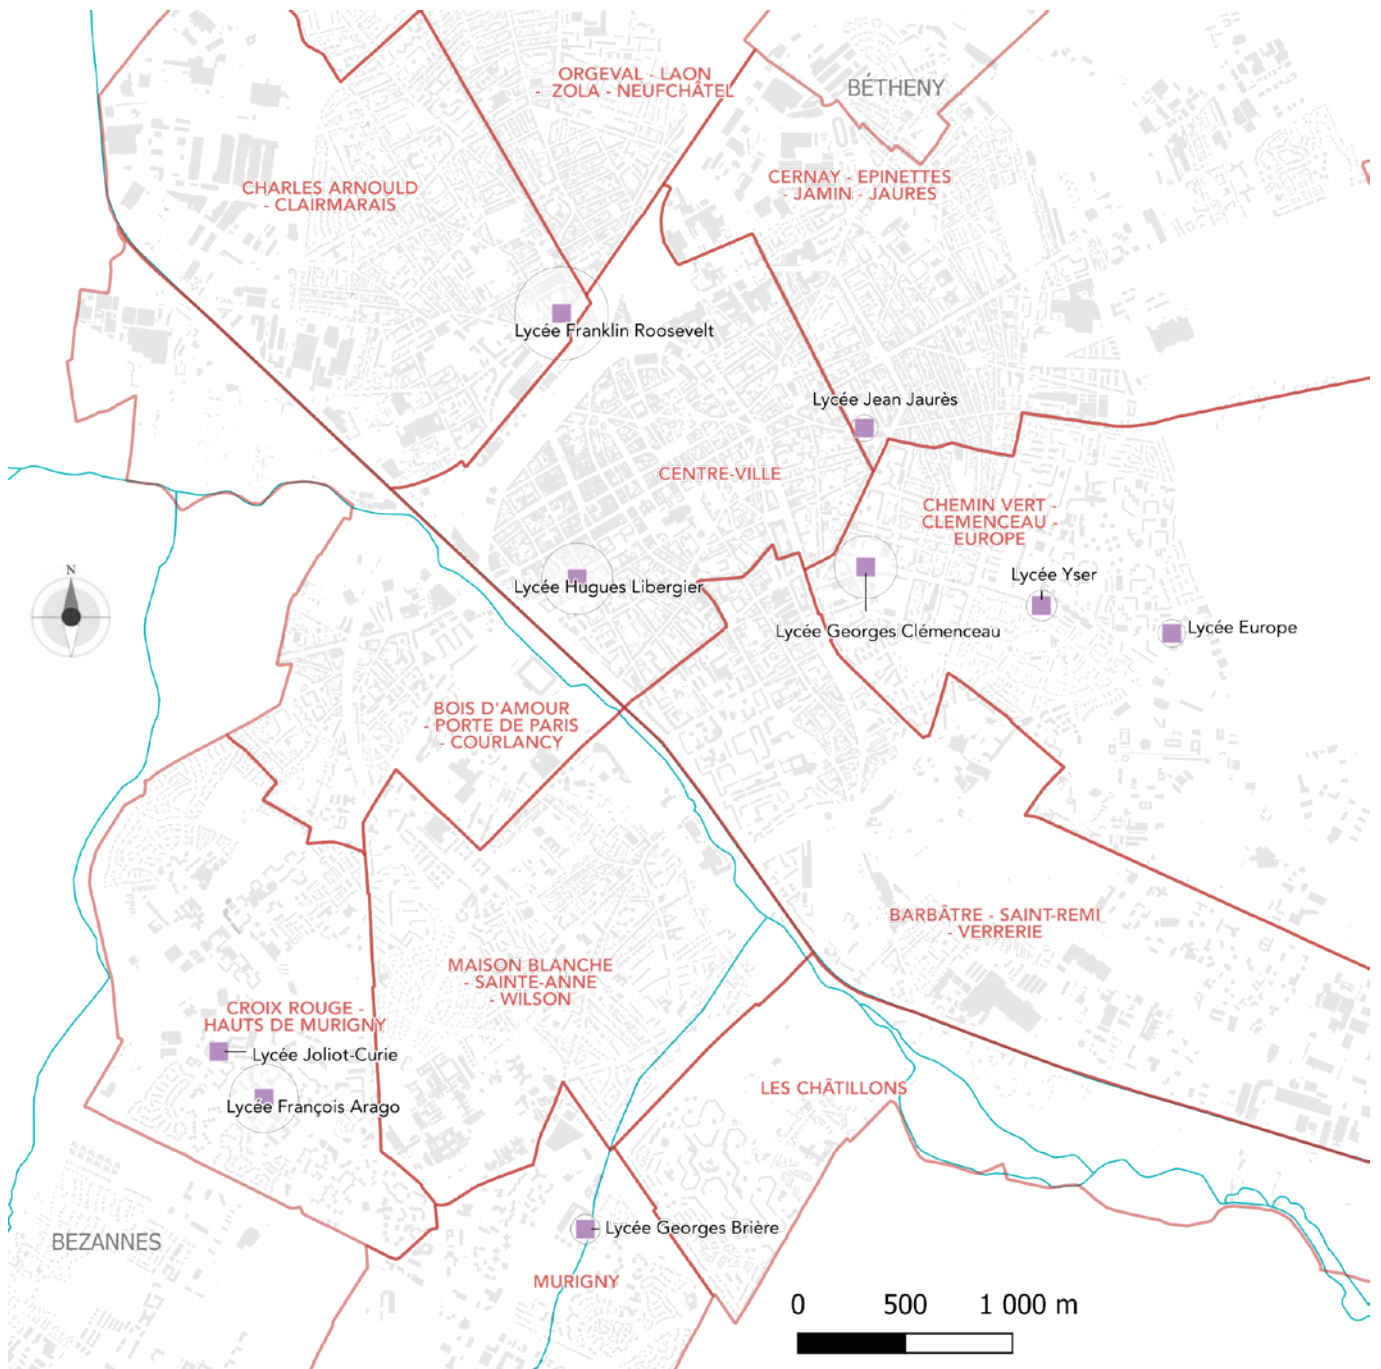 ORGEVAL - LAON
- ZOLA - NEUFCHÂTEL
BÉTHENY
CHARLES ARNOULD
- CLAIRMARAIS
CERNAY - EPINETTES
- JAMIN - JAURES
Lycée Franklin Roosevelt
Lycée Jean Jaurès
CENTRE-VILLE
CHEMIN VERT -
CLEMENCEAU -
EUROPE
N
Lycée Hugues Libergier
Lycée Yser
Lycée Georges Clémenceau
Lycée Europe
BOIS D'AMOUR
- PORTE DE PARIS
- COURLANCY
BARBÂTRE - SAINT-REMI
- VERRERIE
MAISON BLANCHE
- SAINTE-ANNE
- WILSON
CROIX ROUGE -
HAUTS DE MURIGNY
Lycée Joliot-Curie
Lycée François Arago
LES CHÂTILLONS
BEZANNES
Lycée Georges Brière
MURIGNY
0 500 1 000 m